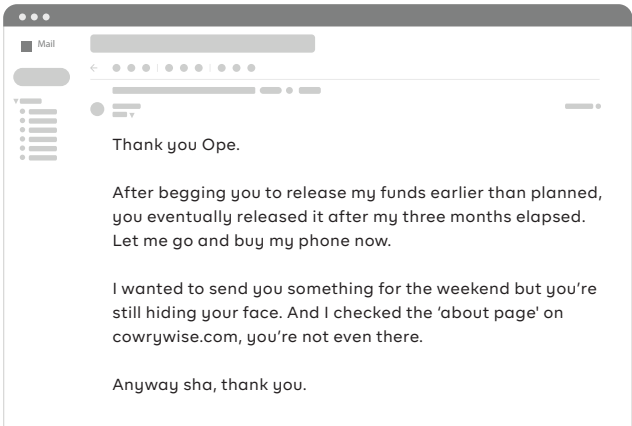 Mail
Thank you Ope.
After begging you to release my funds earlier than planned,
you eventually released it after my three months elapsed.
Let me go and buy my phone now.
I wanted to send you something for the weekend but you're
still hiding your face. And I checked the ‘about page' on
cowrywise.com, you're not even there.
Anyway sha, thank you.